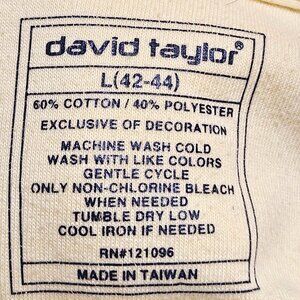 david taylor®
L(42-44)
60% COTTON / 40% POLYESTER
EXCLUSIVE OF DECORATION
MACHINE WASH COLD
WASH WITH LIKE COLORS
GENTLE CYCLE
ONLY NON-CHLORINE BLEACH
WHEN NEEDED
TUMBLE DRY LOW
COOL IRON IF NEEDED
RN#121096
MADE IN TAIWAN